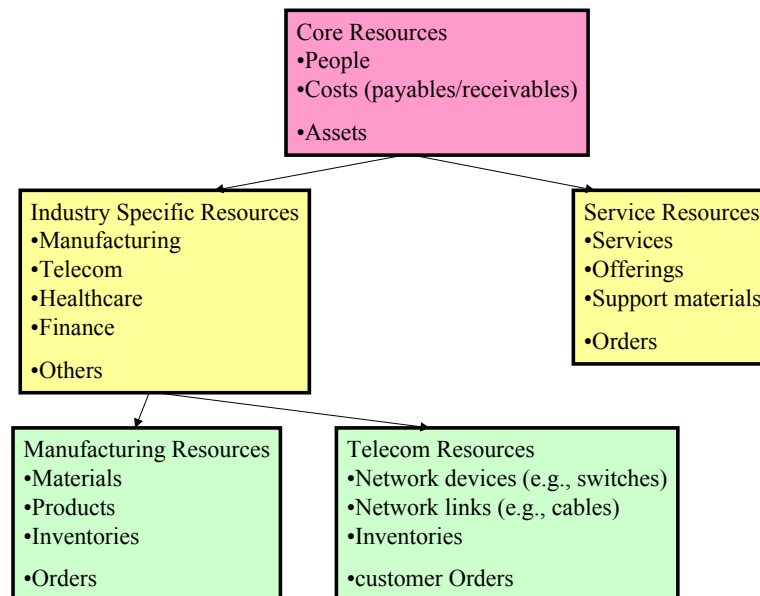 Core Resources
•People
•Costs (payables/receivables)
•Assets
Industry Specific Resources
•Manufacturing
•Telecom
•Healthcare
•Finance
•Others
Service Resources
•Services
•Offerings
•Support materials
•Orders
Manufacturing Resources
•Materials
•Products
•Inventories
•Orders
Telecom Resources
•Network devices (e.g., switches)
•Network links (e.g., cables)
•Inventories
•customer Orders